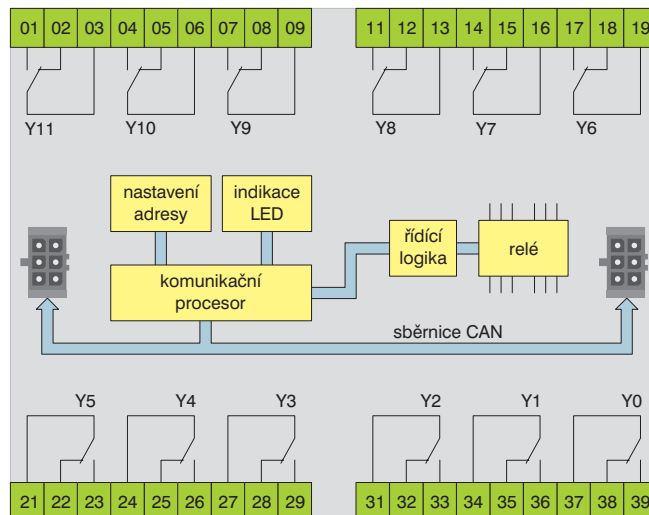 01 02 03 04 05 06 07 08 09 11 12 13 14 15 16 17 18 19
Y11 Y10 Y9 Y8 Y7 Y6
nastavení
adresy
indikace
LED
řídící
logika
relé
komunikační
procesor
sběrnice CAN
Y5 Y4 Y3 Y2 Y1 Y0
21 22 23 24 25 26 27 28 29 31 32 33 34 35 36 37 38 39